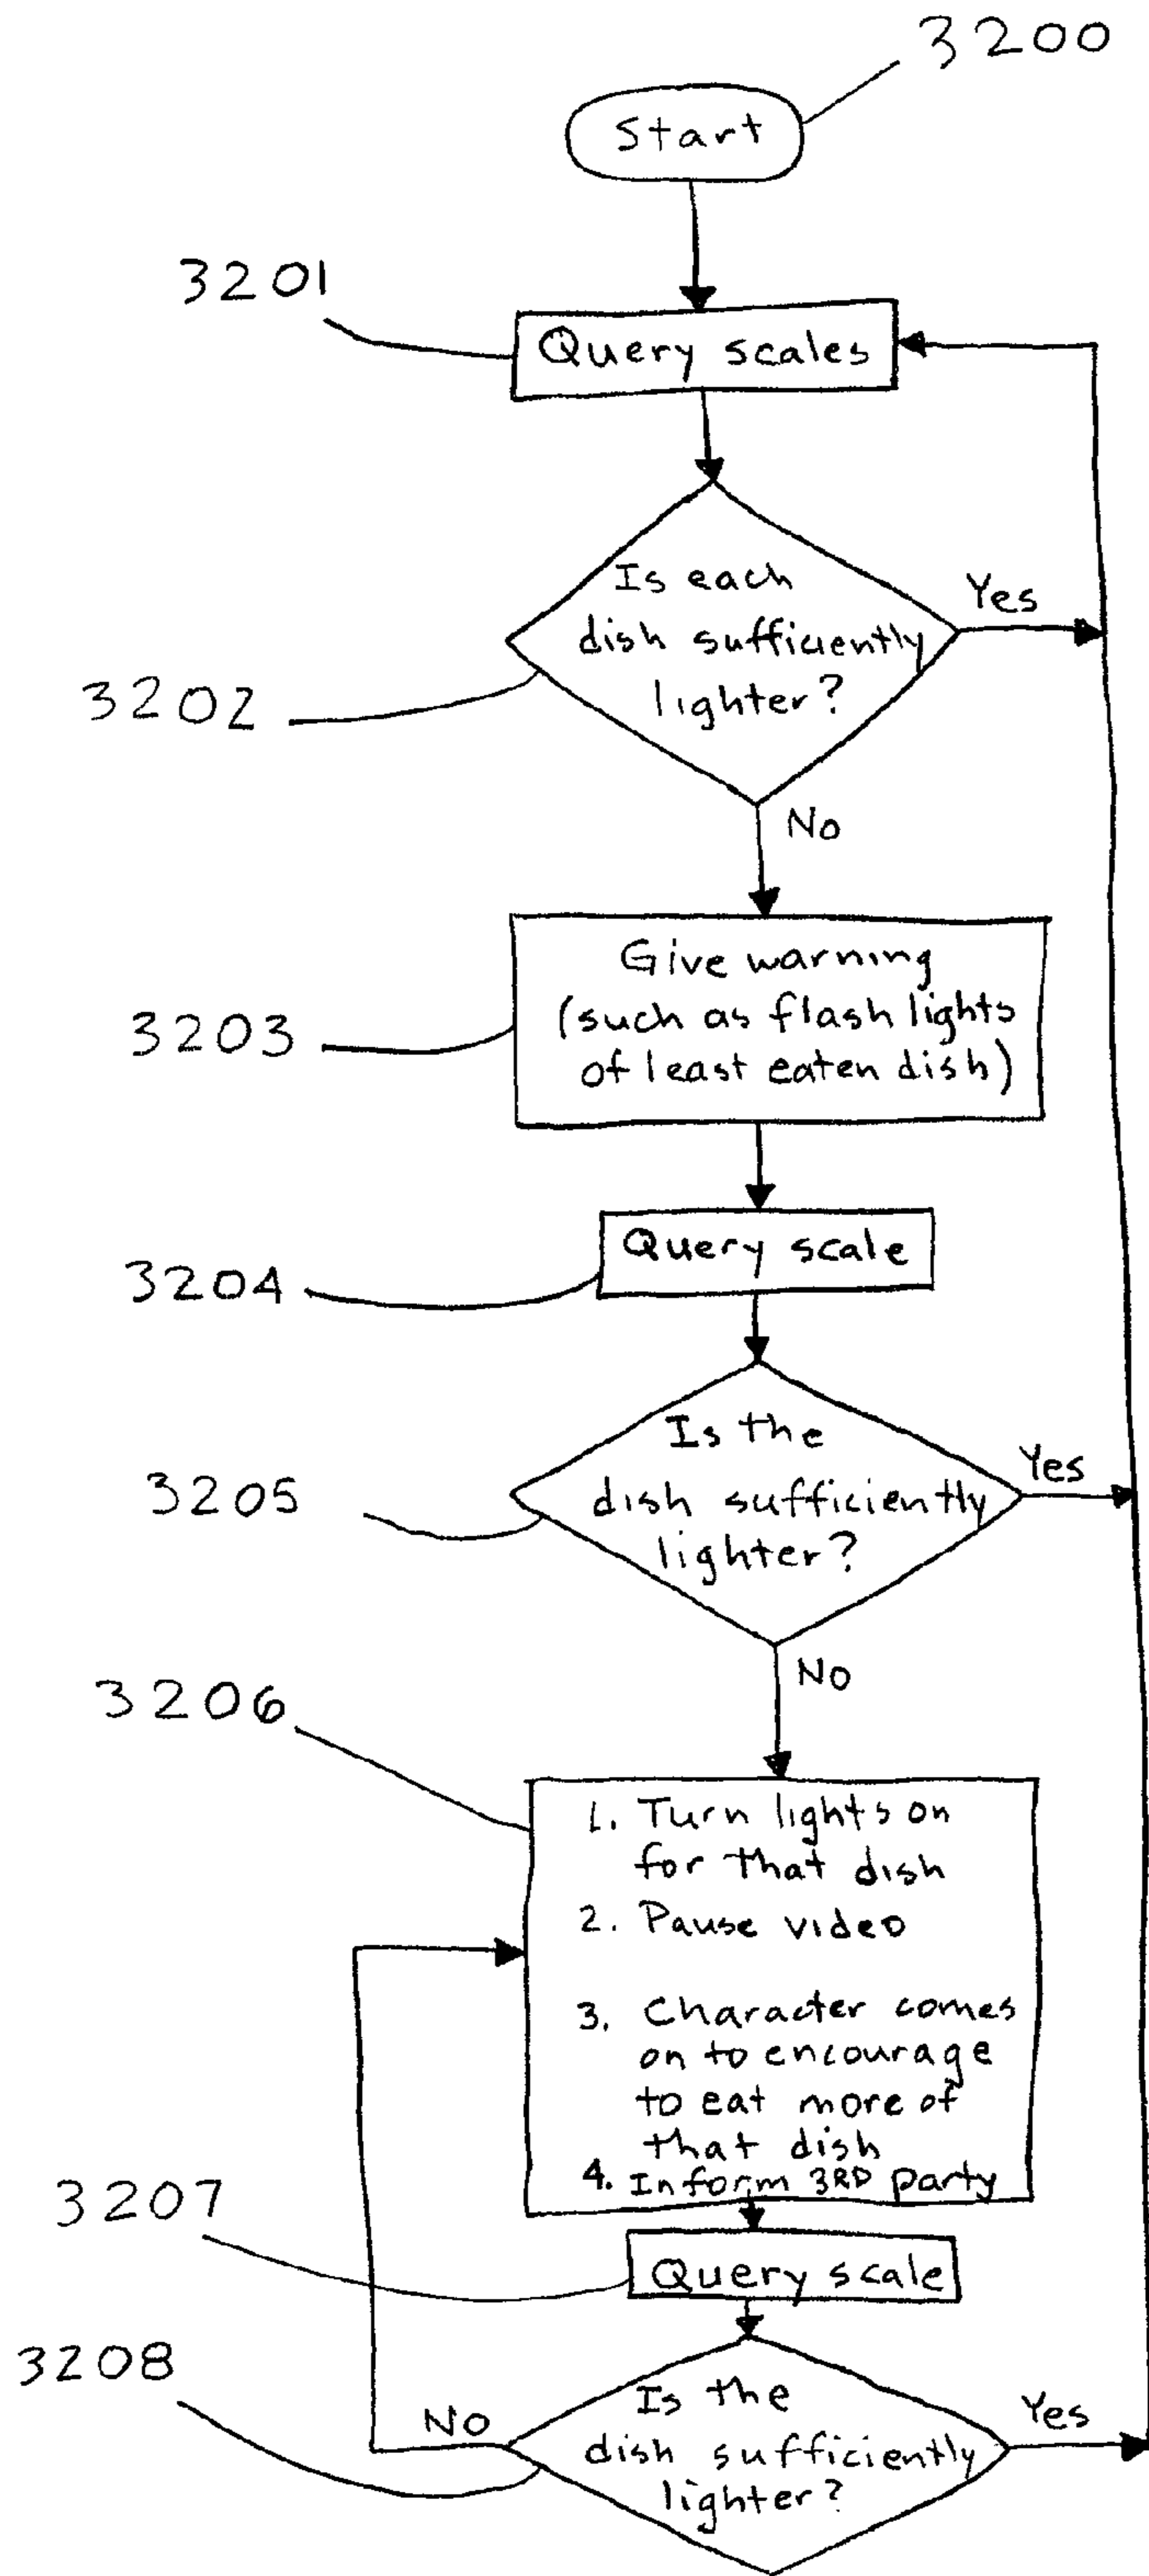 3200
Start
3201
Query scales
Is each
dish sufficiently
lighter?
Yes
3202
No
Give warning
(such as flash lights
of least eaten dish)
3203
Query scale
3204
Is the
dish sufficiently
lighter?
Yes
3205
No
3206
1. Turn lights on
for that dish
2. Pause video
3. Character comes
on to encourage
to eat more of
that dish
4. Inform 3RD party
3207
Query scale
3208
No
Is the
dish sufficiently
lighter?
Yes